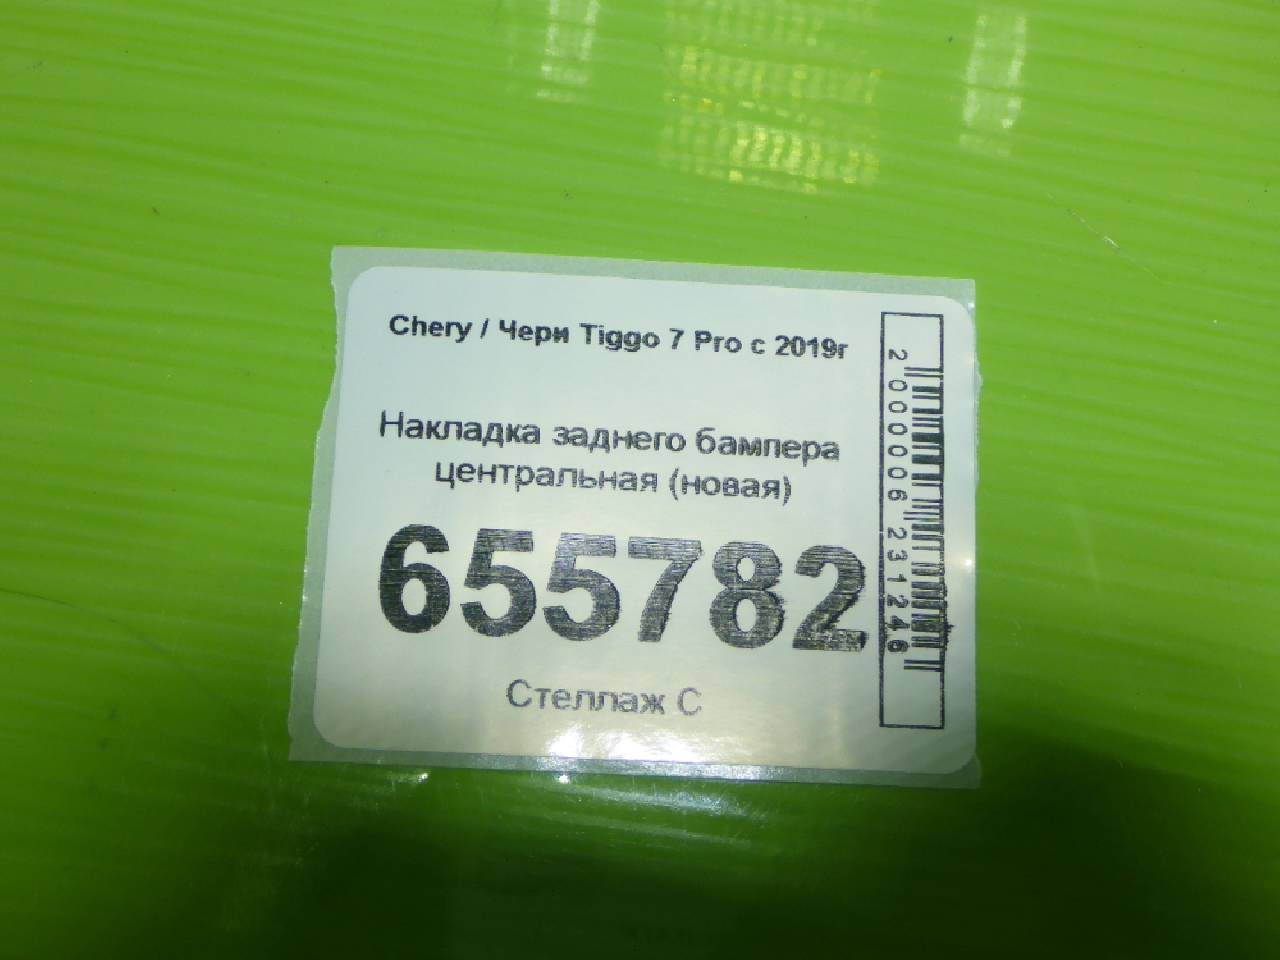 Chery / Чери Tiggo 7 Pro с 2019г
Накладка заднего бампера
центральная (новая)
655782
Стеллаж С
2000006231246